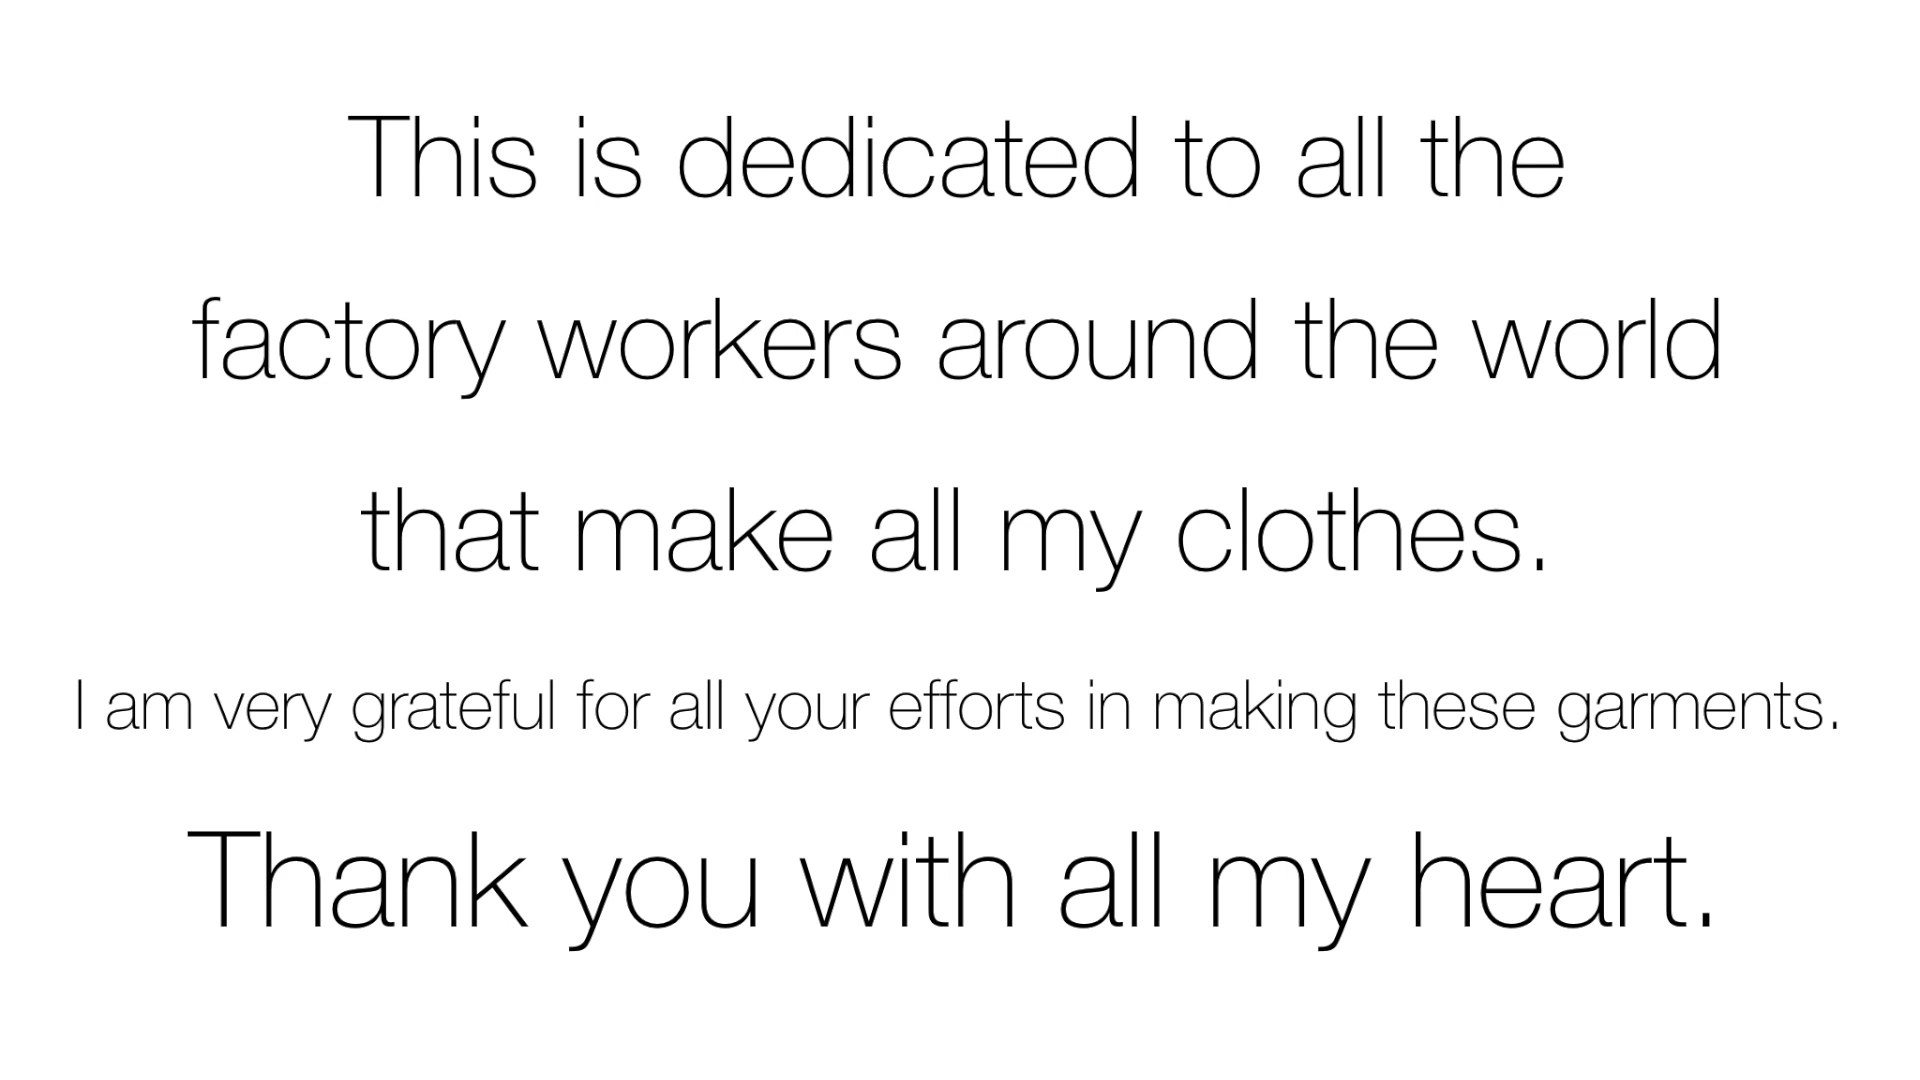 This is dedicated to all the
factory workers around the world
that make all my clothes.
I am very grateful for all your efforts in making these garments.
Thank you with all my heart.